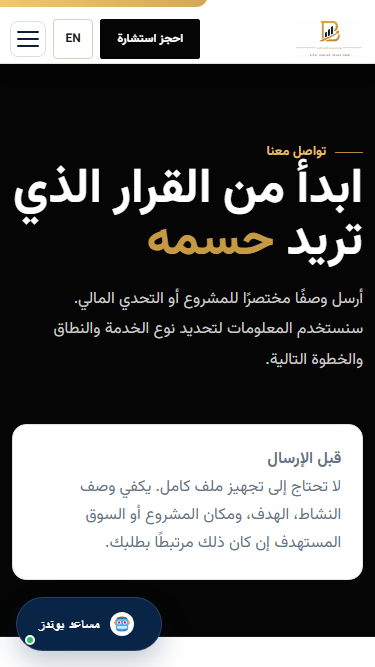 احجز استشارة
EN
تواصل معنا
ابدأ من القرار الذي
تريد حسمه
أرسل وصفًا مختصرًا للمشروع أو التحدي المالي.
سنستخدم المعلومات لتحديد نوع الخدمة والنطاق
والخطوة التالية.
قبل الإرسال
لا تحتاج إلى تجهيز ملف كامل. يكفي وصف
النشاط، الهدف، ومكان المشروع أو السوق
المستهدف إن كان ذلك مرتبطًا بطلبك.
مساعد يوتدز